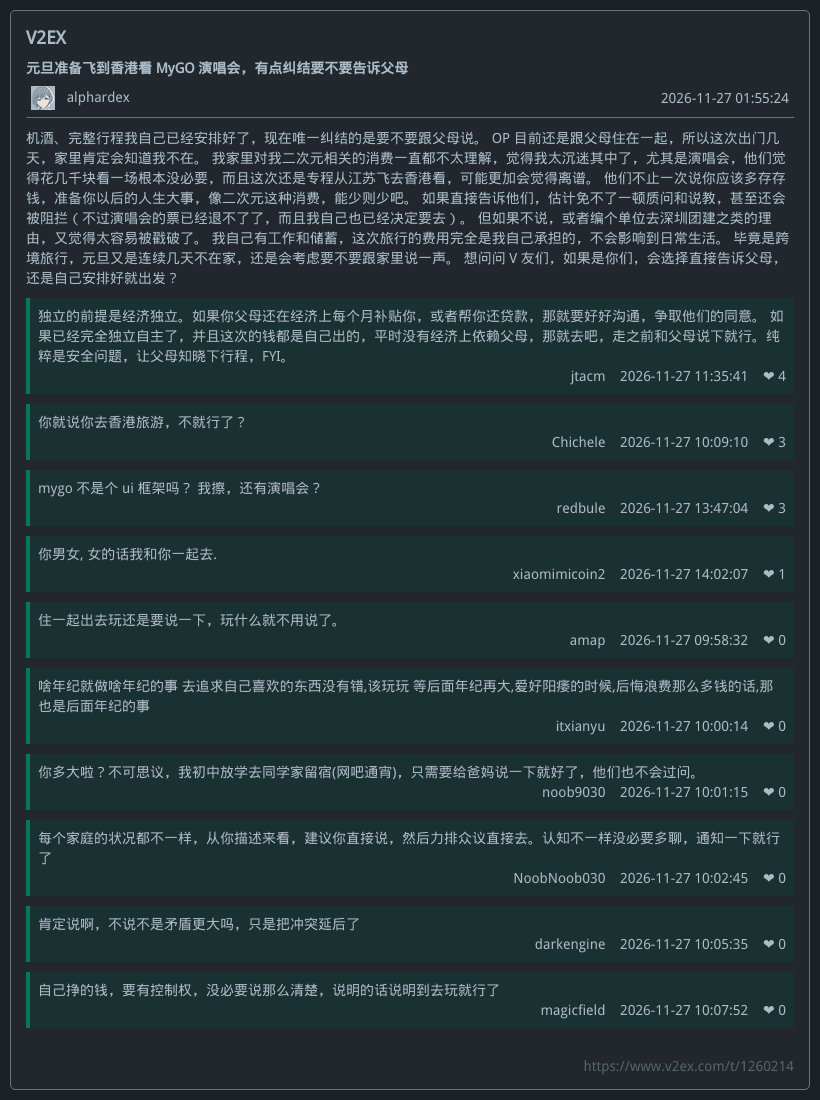 V2EX
元旦准备飞到香港看 MyGO 演唱会，有点纠结要不要告诉父母
alphardex 2026-11-27 01:55:24
机酒、完整行程我自己已经安排好了，现在唯一纠结的是要不要跟父母说。 OP 目前还是跟父母住在一起，所以这次出门几
天，家里肯定会知道我不在。 我家里对我二次元相关的消费一直都不太理解，觉得我太沉迷其中了，尤其是演唱会，他们觉
得花几千块看一场根本没必要，而且这次还是专程从江苏飞去香港看，可能更加会觉得离谱。 他们不止一次说你应该多存存
钱，准备你以后的人生大事，像二次元这种消费，能少则少吧。 如果直接告诉他们，估计免不了一顿质问和说教，甚至还会
被阻拦（不过演唱会的票已经退不了了，而且我自己也已经决定要去）。 但如果不说，或者编个单位去深圳团建之类的理
由，又觉得太容易被戳破了。 我自己有工作和储蓄，这次旅行的费用完全是我自己承担的，不会影响到日常生活。 毕竟是跨
境旅行，元旦又是连续几天不在家，还是会考虑要不要跟家里说一声。 想问问 V 友们，如果是你们，会选择直接告诉父母，
还是自己安排好就出发？
独立的前提是经济独立。如果你父母还在经济上每个月补贴你，或者帮你还贷款，那就要好好沟通，争取他们的同意。 如
果已经完全独立自主了，并且这次的钱都是自己出的，平时没有经济上依赖父母，那就去吧，走之前和父母说下就行。纯
粹是安全问题，让父母知晓下行程，FYI。
jtacm 2026-11-27 11:35:41 ❤ 4
你就说你去香港旅游，不就行了？
Chichele 2026-11-27 10:09:10 ❤ 3
mygo 不是个 ui 框架吗？ 我擦，还有演唱会？
redbule 2026-11-27 13:47:04 ❤ 3
你男女, 女的话我和你一起去.
xiaomimicoin2 2026-11-27 14:02:07 ❤ 1
住一起出去玩还是要说一下，玩什么就不用说了。
amap 2026-11-27 09:58:32 ❤ 0
啥年纪就做啥年纪的事 去追求自己喜欢的东西没有错,该玩玩 等后面年纪再大,爱好阳痿的时候,后悔浪费那么多钱的话,那
也是后面年纪的事
itxianyu 2026-11-27 10:00:14 ❤ 0
你多大啦？不可思议，我初中放学去同学家留宿(网吧通宵)，只需要给爸妈说一下就好了，他们也不会过问。
noob9030 2026-11-27 10:01:15 ❤ 0
每个家庭的状况都不一样，从你描述来看，建议你直接说，然后力排众议直接去。认知不一样没必要多聊，通知一下就行
了
NoobNoob030 2026-11-27 10:02:45 ❤ 0
肯定说啊，不说不是矛盾更大吗，只是把冲突延后了
darkengine 2026-11-27 10:05:35 ❤ 0
自己挣的钱，要有控制权，没必要说那么清楚，说明的话说明到去玩就行了
magicfield 2026-11-27 10:07:52 ❤ 0
https://www.v2ex.com/t/1260214